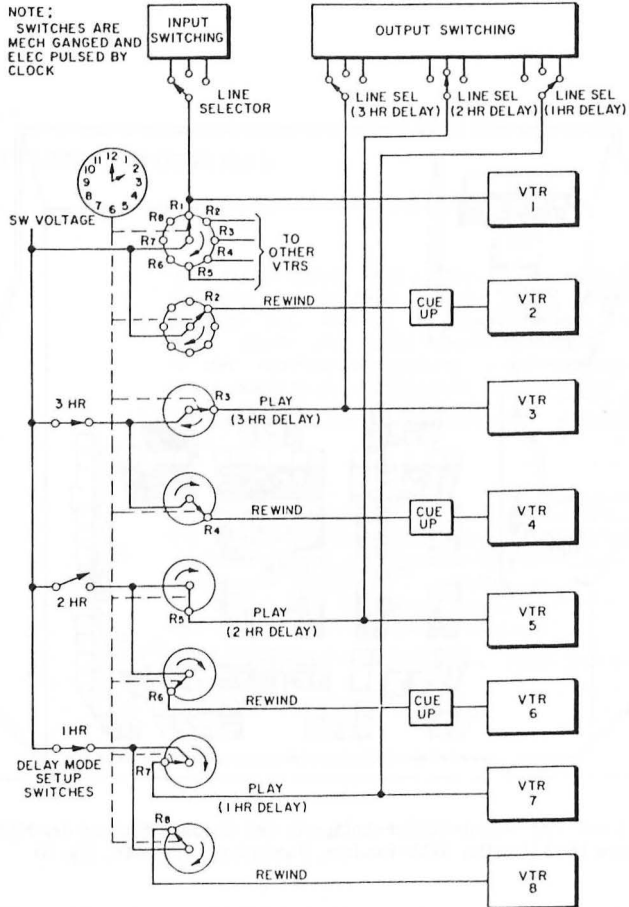 NOTE:
SWITCHES ARE
MECH GANGED AND
ELEC PULSED BY
CLOCK
INPUT
SWITCHING
OUTPUT SWITCHING
LINE
SELECTOR
LINE SEL
(3 HR DELAY)
LINE SEL
(2 HR DELAY)
LINE SEL
(1 HR DELAY)
12
1
2
3
4
5
6
7
8
9
10
11
SW VOLTAGE
R1
R2
R3
R4
R5
R6
R7
R8
TO
OTHER
VTRS
VTR
1
R2
REWIND
CUE
UP
VTR
2
3 HR
R3
PLAY
(3 HR DELAY)
VTR
3
R4
REWIND
CUE
UP
VTR
4
2 HR
R5
PLAY
(2 HR DELAY)
VTR
5
R6
REWIND
CUE
UP
VTR
6
1 HR
DELAY MODE
SETUP
SWITCHES
R7
PLAY
(1 HR DELAY)
VTR
7
R8
REWIND
VTR
8